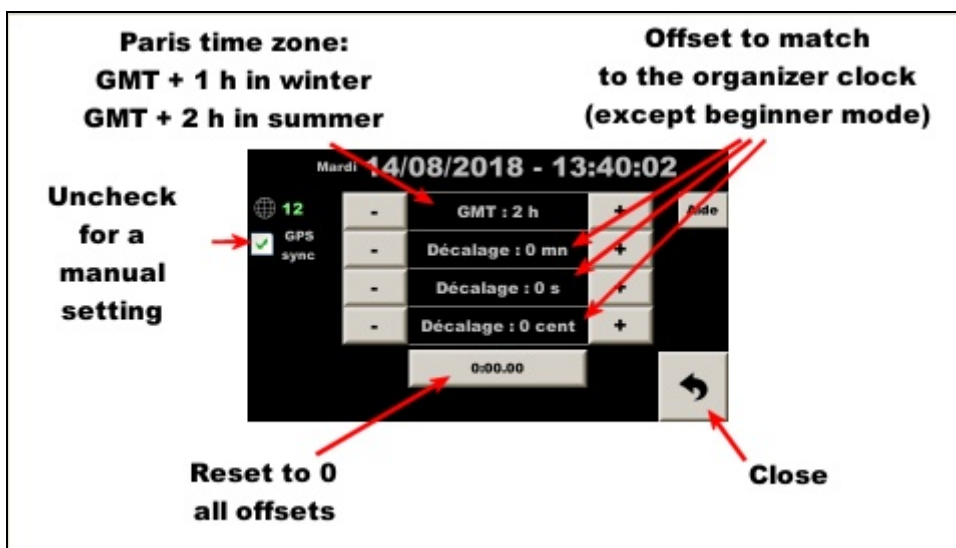 Paris time zone:
GMT + 1 h in winter
GMT + 2 h in summer
Offset to match
to the organizer clock
(except beginner mode)
Mardi 14/08/2018 - 13:40:02
Uncheck
for a
manual
setting
12
GPS
sync
- GMT : 2 h + Aide
- Décalage : 0 mn +
- Décalage : 0 s +
- Décalage : 0 cent +
0:00.00
Reset to 0
all offsets
Close